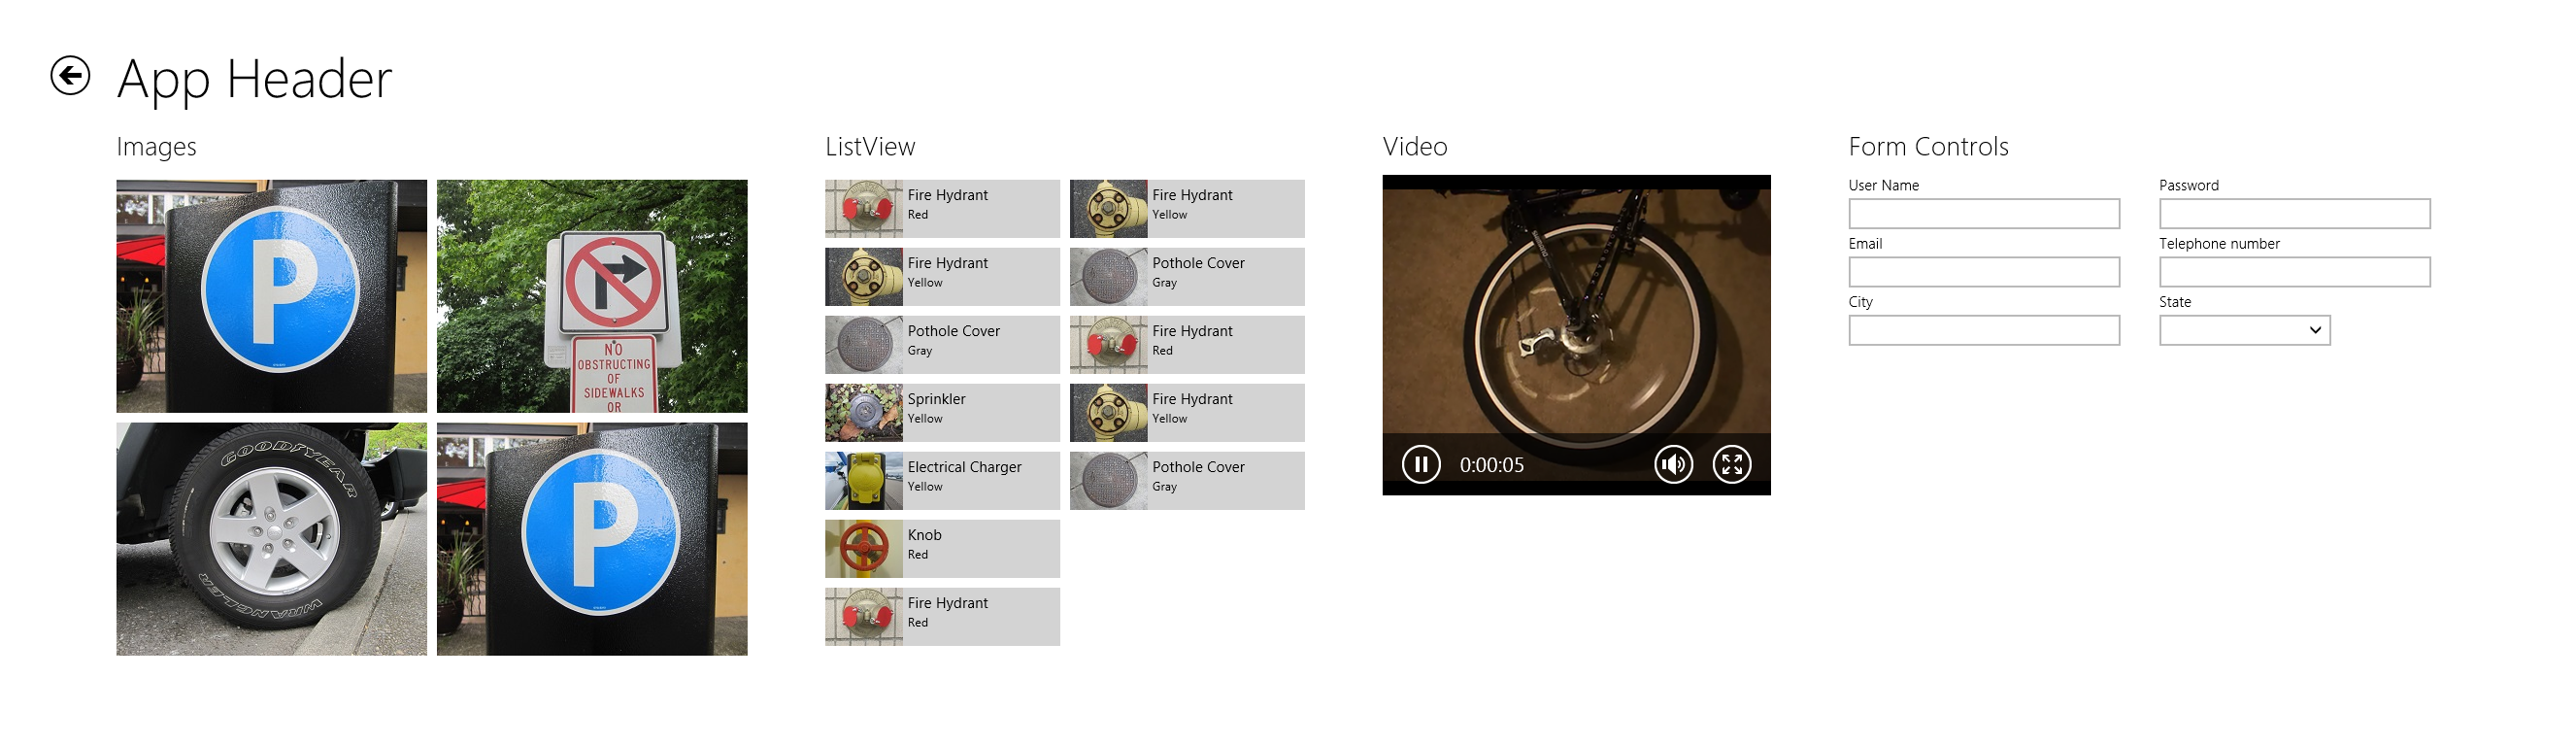 App Header
Images
P
NO
OBSTRUCTING
OF
SIDEWALKS
OR
GOODYEAR
WRANGLER
P
ListView
Fire Hydrant
Red
Fire Hydrant
Yellow
Pothole Cover
Gray
Sprinkler
Yellow
Electrical Charger
Yellow
Knob
Red
Fire Hydrant
Red
Fire Hydrant
Yellow
Pothole Cover
Gray
Fire Hydrant
Red
Fire Hydrant
Yellow
Pothole Cover
Gray
Video
0:00:05
Form Controls
User Name
Password
Email
Telephone number
City
State